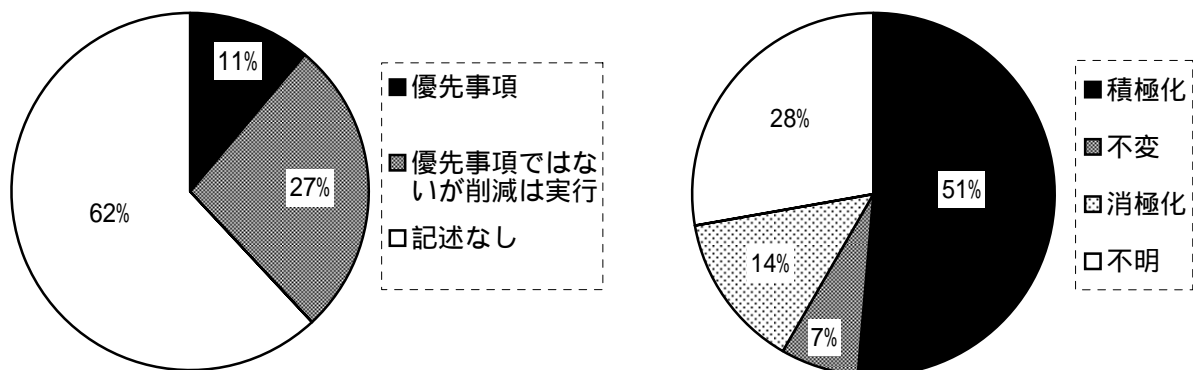 11%
27%
62%
優先事項
優先事項ではな
いが削減は実行
記述なし
28%
51%
14%
7%
積極化
不変
消極化
不明